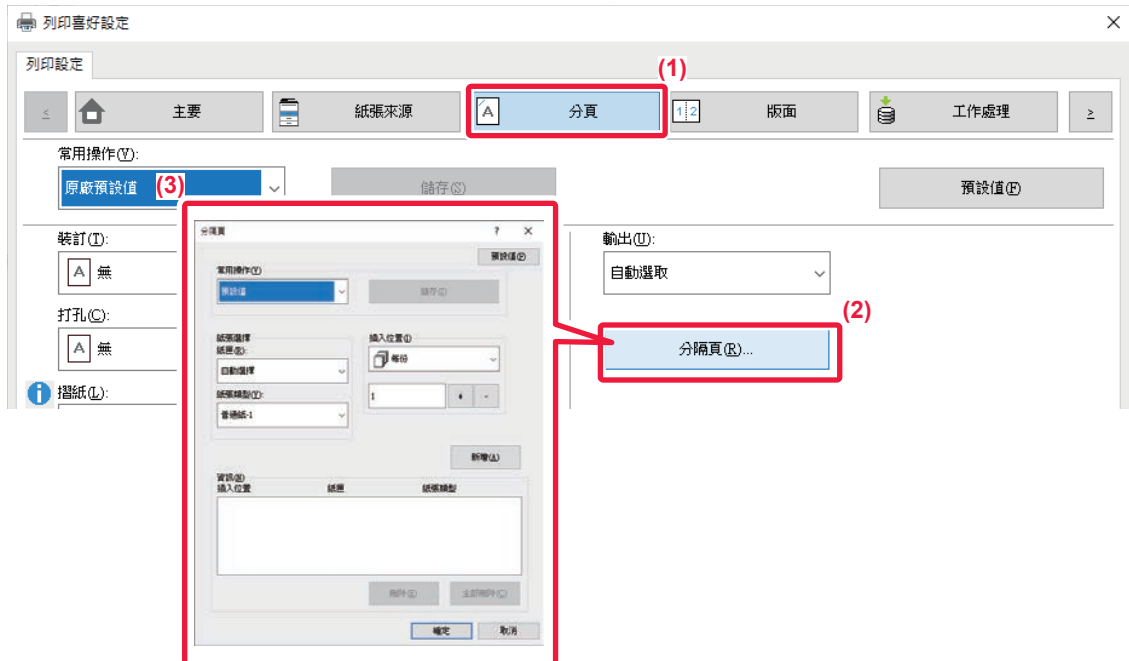 列印喜好設定
列印設定
(1)
主要
紙張來源
分頁
版面
工作處理
常用操作(V):
原廠預設值
(3)
儲存(S)
預設值(F)
裝訂(T):
無
打孔(C):
無
摺紙(L):
輸出(U):
自動選取
(2)
分隔頁(R)...
分隔頁
預設值(F)
常用操作(Y)
預設值
儲存(S)
紙張選擇
紙匣(R):
自動選擇
紙張類型(Y):
普通紙-1
插入位置(I)
每份
1
新增(A)
資訊(N)
插入位置 紙匣 紙張類型
刪除(E)
全部刪除(C)
確定
取消